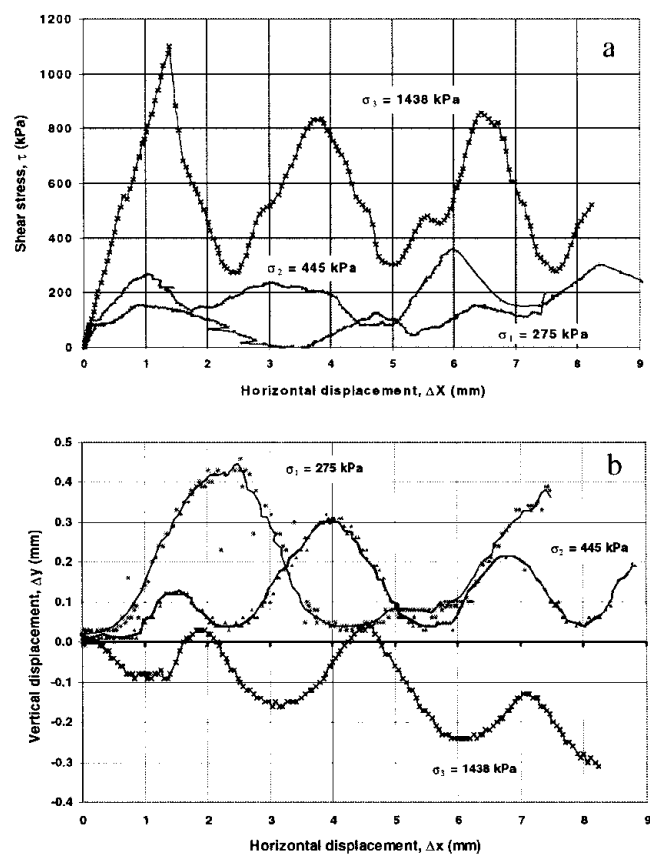 a
1200
1000
800
600
400
200
0
Shear stress, τ (kPa)
σ3 = 1438 kPa
σ2 = 445 kPa
σ1 = 275 kPa
0 1 2 3 4 5 6 7 8 9
Horizontal displacement, ΔX (mm)
b
0.5
0.4
0.3
0.2
0.1
0.0
-0.1
-0.2
-0.3
-0.4
Vertical displacement, Δy (mm)
σ1 = 275 kPa
σ2 = 445 kPa
σ3 = 1438 kPa
0 1 2 3 4 5 6 7 8 9
Horizontal displacement, Δx (mm)